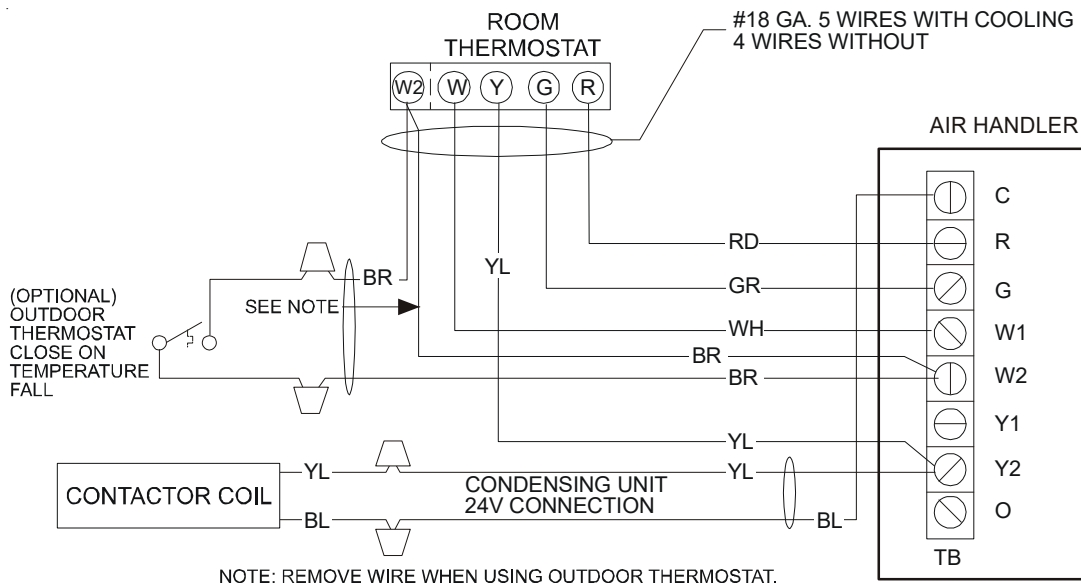 ROOM
THERMOSTAT
#18 GA. 5 WIRES WITH COOLING
4 WIRES WITHOUT
W2 W Y G R
AIR HANDLER
C
RD
R
YL
BR
GR
G
(OPTIONAL)
OUTDOOR
THERMOSTAT
CLOSE ON
TEMPERATURE
FALL
SEE NOTE
WH
W1
BR
BR
W2
Y1
YL
YL
YL
Y2
CONTACTOR COIL
CONDENSING UNIT
24V CONNECTION
BL
BL
O
TB
NOTE: REMOVE WIRE WHEN USING OUTDOOR THERMOSTAT.